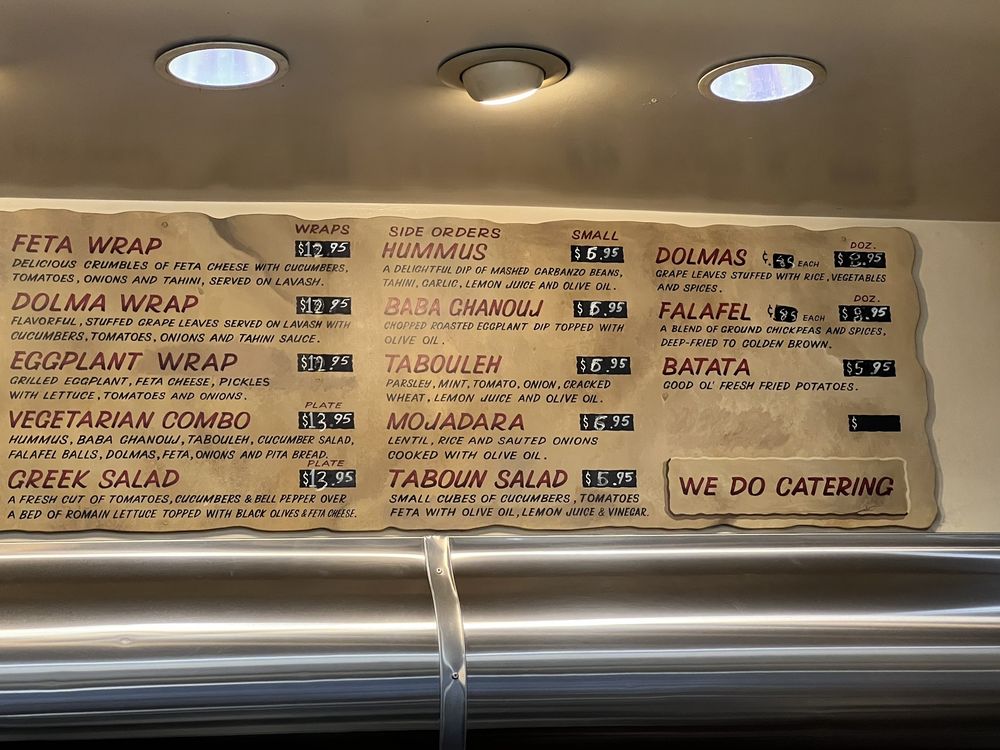 WRAPS
FETA WRAP $12.95
DELICIOUS CRUMBLES OF FETA CHEESE WITH CUCUMBERS,
TOMATOES, ONIONS AND TAHINI, SERVED ON LAVASH.
DOLMA WRAP $12.95
FLAVORFUL, STUFFED GRAPE LEAVES SERVED ON LAVASH WITH
CUCUMBERS, TOMATOES, ONIONS AND TAHINI SAUCE.
EGGPLANT WRAP $12.95
GRILLED EGGPLANT, FETA CHEESE, PICKLES
WITH LETTUCE, TOMATOES AND ONIONS.
PLATE
VEGETARIAN COMBO $13.95
HUMMUS, BABA GHANOUJ, TABOULEH, CUCUMBER SALAD,
FALAFEL BALLS, DOLMAS, FETA, ONIONS AND PITA BREAD.
PLATE
GREEK SALAD $13.95
A FRESH CUT OF TOMATOES, CUCUMBERS & BELL PEPPER OVER
A BED OF ROMAIN LETTUCE TOPPED WITH BLACK OLIVES & FETA CHEESE.
SIDE ORDERS SMALL
HUMMUS $6.95
A DELIGHTFUL DIP OF MASHED GARBANZO BEANS,
TAHINI, GARLIC, LEMON JUICE AND OLIVE OIL.
BABA GHANOUJ $6.95
CHOPPED ROASTED EGGPLANT DIP TOPPED WITH
OLIVE OIL.
TABOULEH $6.95
PARSLEY, MINT, TOMATO, ONION, CRACKED
WHEAT, LEMON JUICE AND OLIVE OIL.
MOJADARA $6.95
LENTIL, RICE AND SAUTED ONIONS
COOKED WITH OLIVE OIL.
TABOUN SALAD $6.95
SMALL CUBES OF CUCUMBERS, TOMATOES
FETA WITH OLIVE OIL, LEMON JUICE & VINEGAR.
DOZ.
DOLMAS ¢ EACH $ .95
GRAPE LEAVES STUFFED WITH RICE, VEGETABLES
AND SPICES.
DOZ.
FALAFEL ¢ EACH $ .95
A BLEND OF GROUND CHICKPEAS AND SPICES,
DEEP-FRIED TO GOLDEN BROWN.
BATATA $5.95
GOOD OL' FRESH FRIED POTATOES.
$
WE DO CATERING